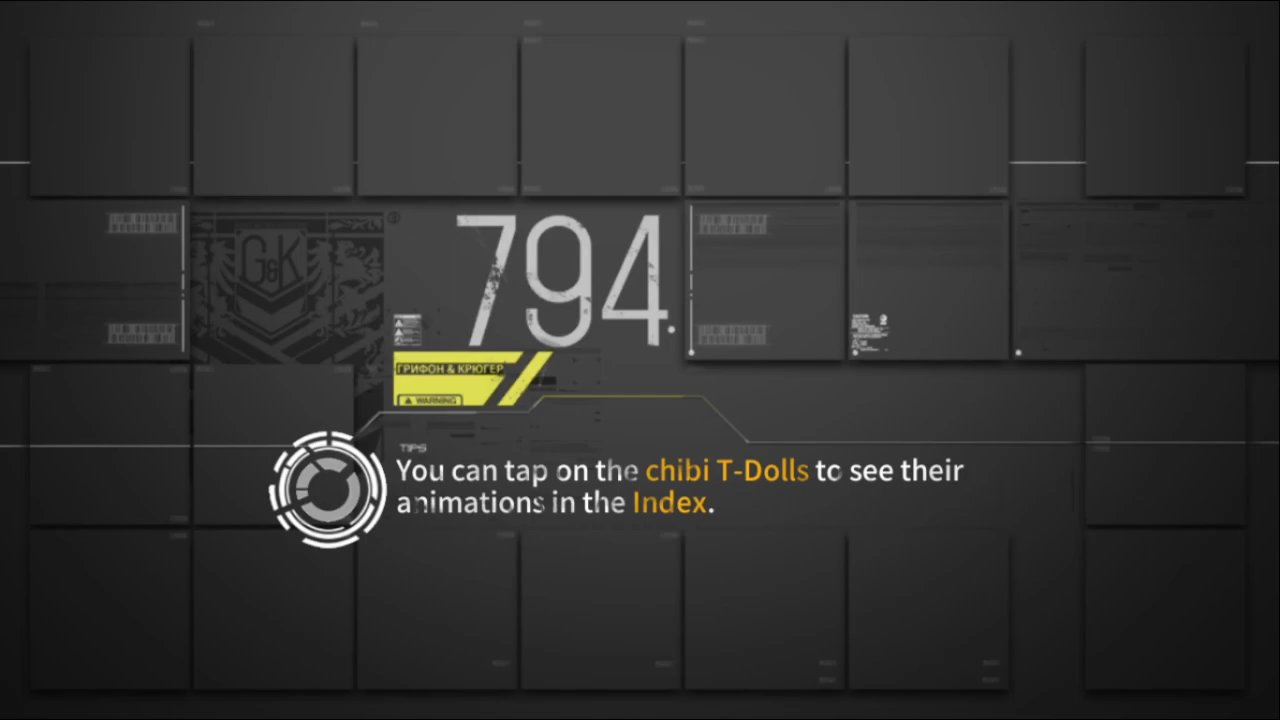 G&K
794.
ГРИФОН & КРЮГЕР
WARNING
TIPS
You can tap on the chibi T-Dolls to see their
animations in the Index.